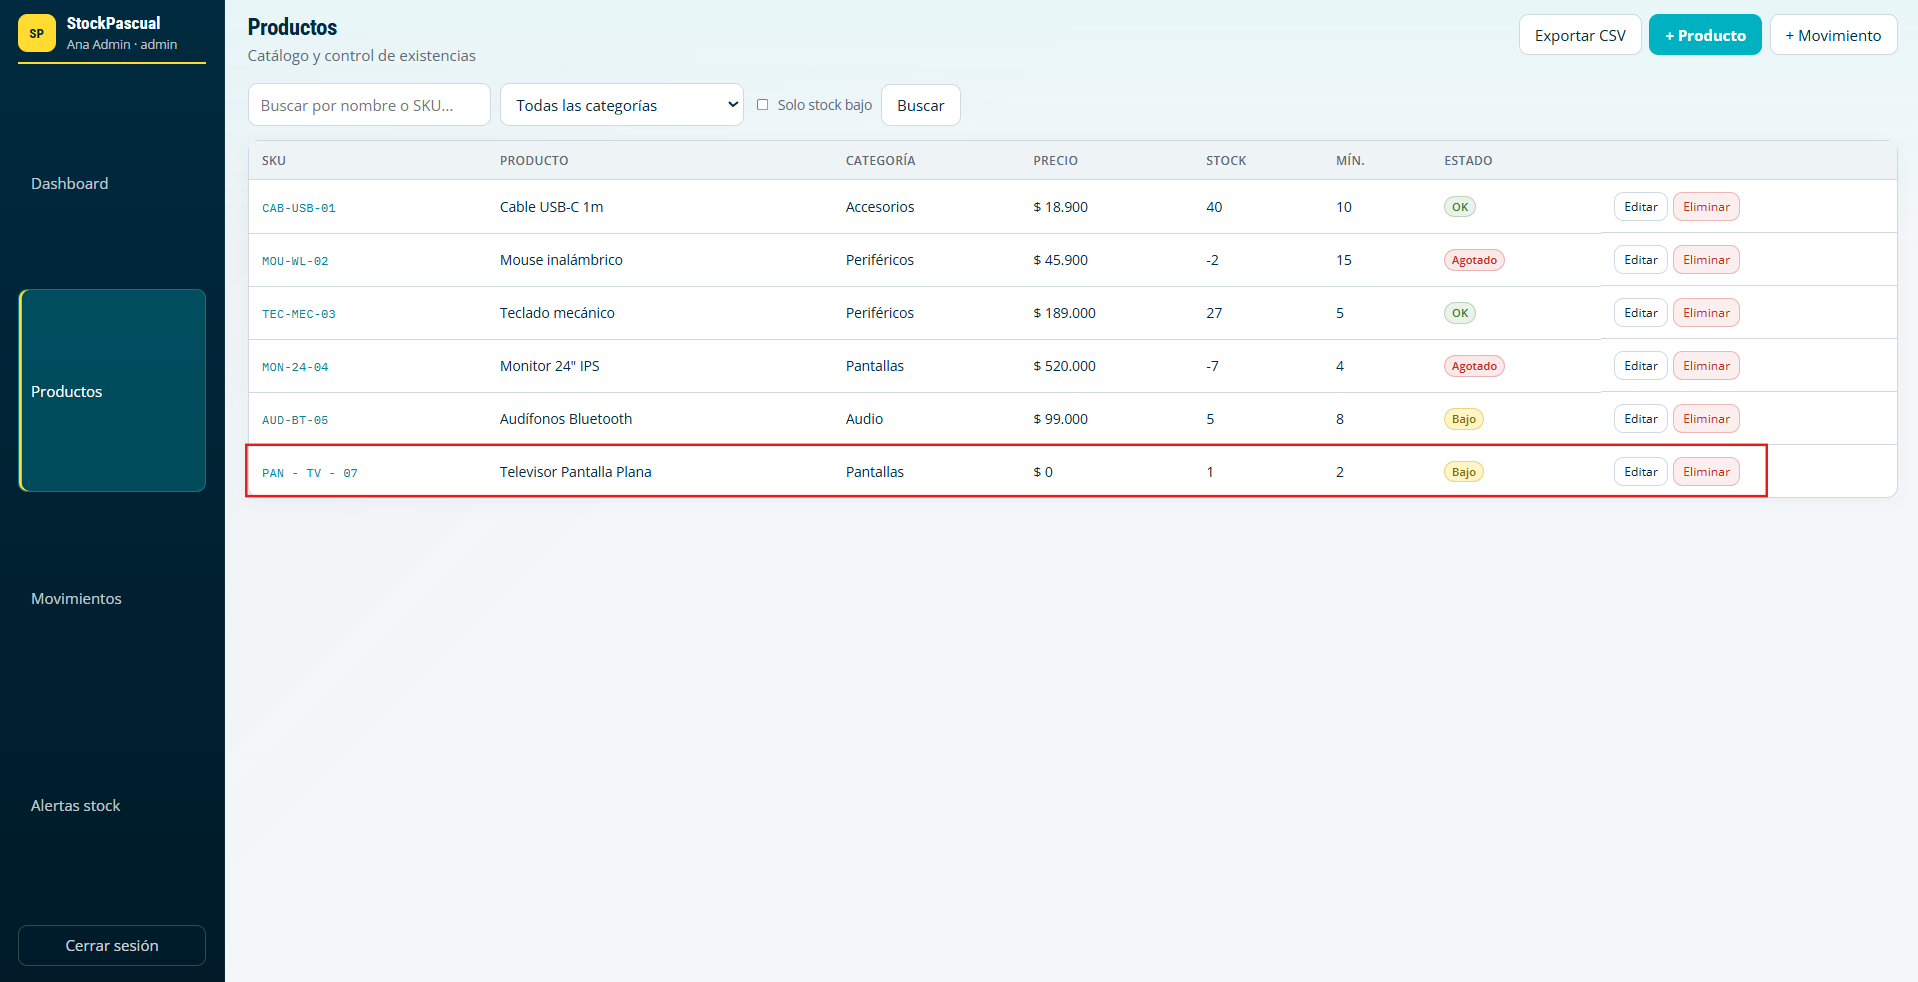 SP
StockPascual
Ana Admin · admin
Dashboard
Productos
Movimientos
Alertas stock
Cerrar sesión
Productos
Catálogo y control de existencias
Exportar CSV
+ Producto
+ Movimiento
Buscar por nombre o SKU...
Todas las categorías
Solo stock bajo
Buscar
SKU PRODUCTO CATEGORÍA PRECIO STOCK MÍN. ESTADO
CAB-USB-01 Cable USB-C 1m Accesorios $ 18.900 40 10 OK Editar Eliminar
MOU-WL-02 Mouse inalámbrico Periféricos $ 45.900 -2 15 Agotado Editar Eliminar
TEC-MEC-03 Teclado mecánico Periféricos $ 189.000 27 5 OK Editar Eliminar
MON-24-04 Monitor 24" IPS Pantallas $ 520.000 -7 4 Agotado Editar Eliminar
AUD-BT-05 Audífonos Bluetooth Audio $ 99.000 5 8 Bajo Editar Eliminar
PAN - TV - 07 Televisor Pantalla Plana Pantallas $ 0 1 2 Bajo Editar Eliminar